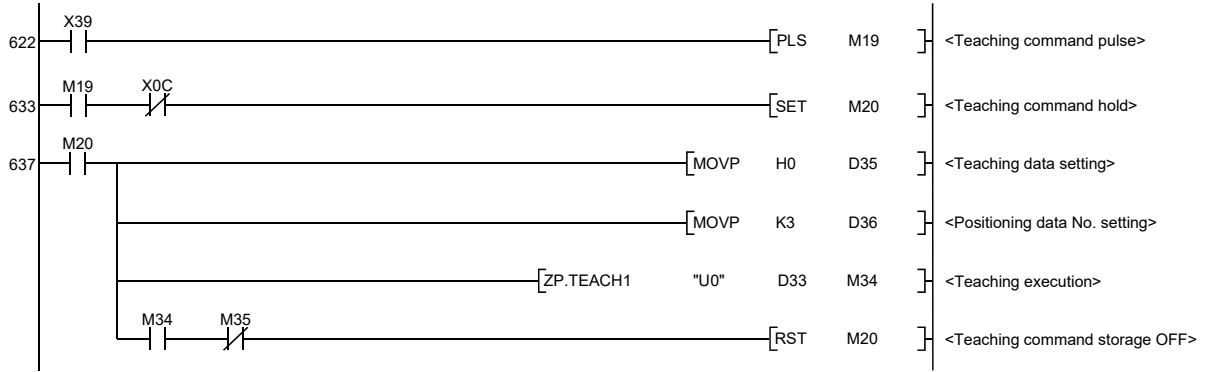 X39
622 PLS M19 <Teaching command pulse>
M19 X0C
633 SET M20 <Teaching command hold>
M20
637 MOVP H0 D35 <Teaching data setting>
MOVP K3 D36 <Positioning data No. setting>
ZP.TEACH1 "U0" D33 M34 <Teaching execution>
M34 M35
RST M20 <Teaching command storage OFF>